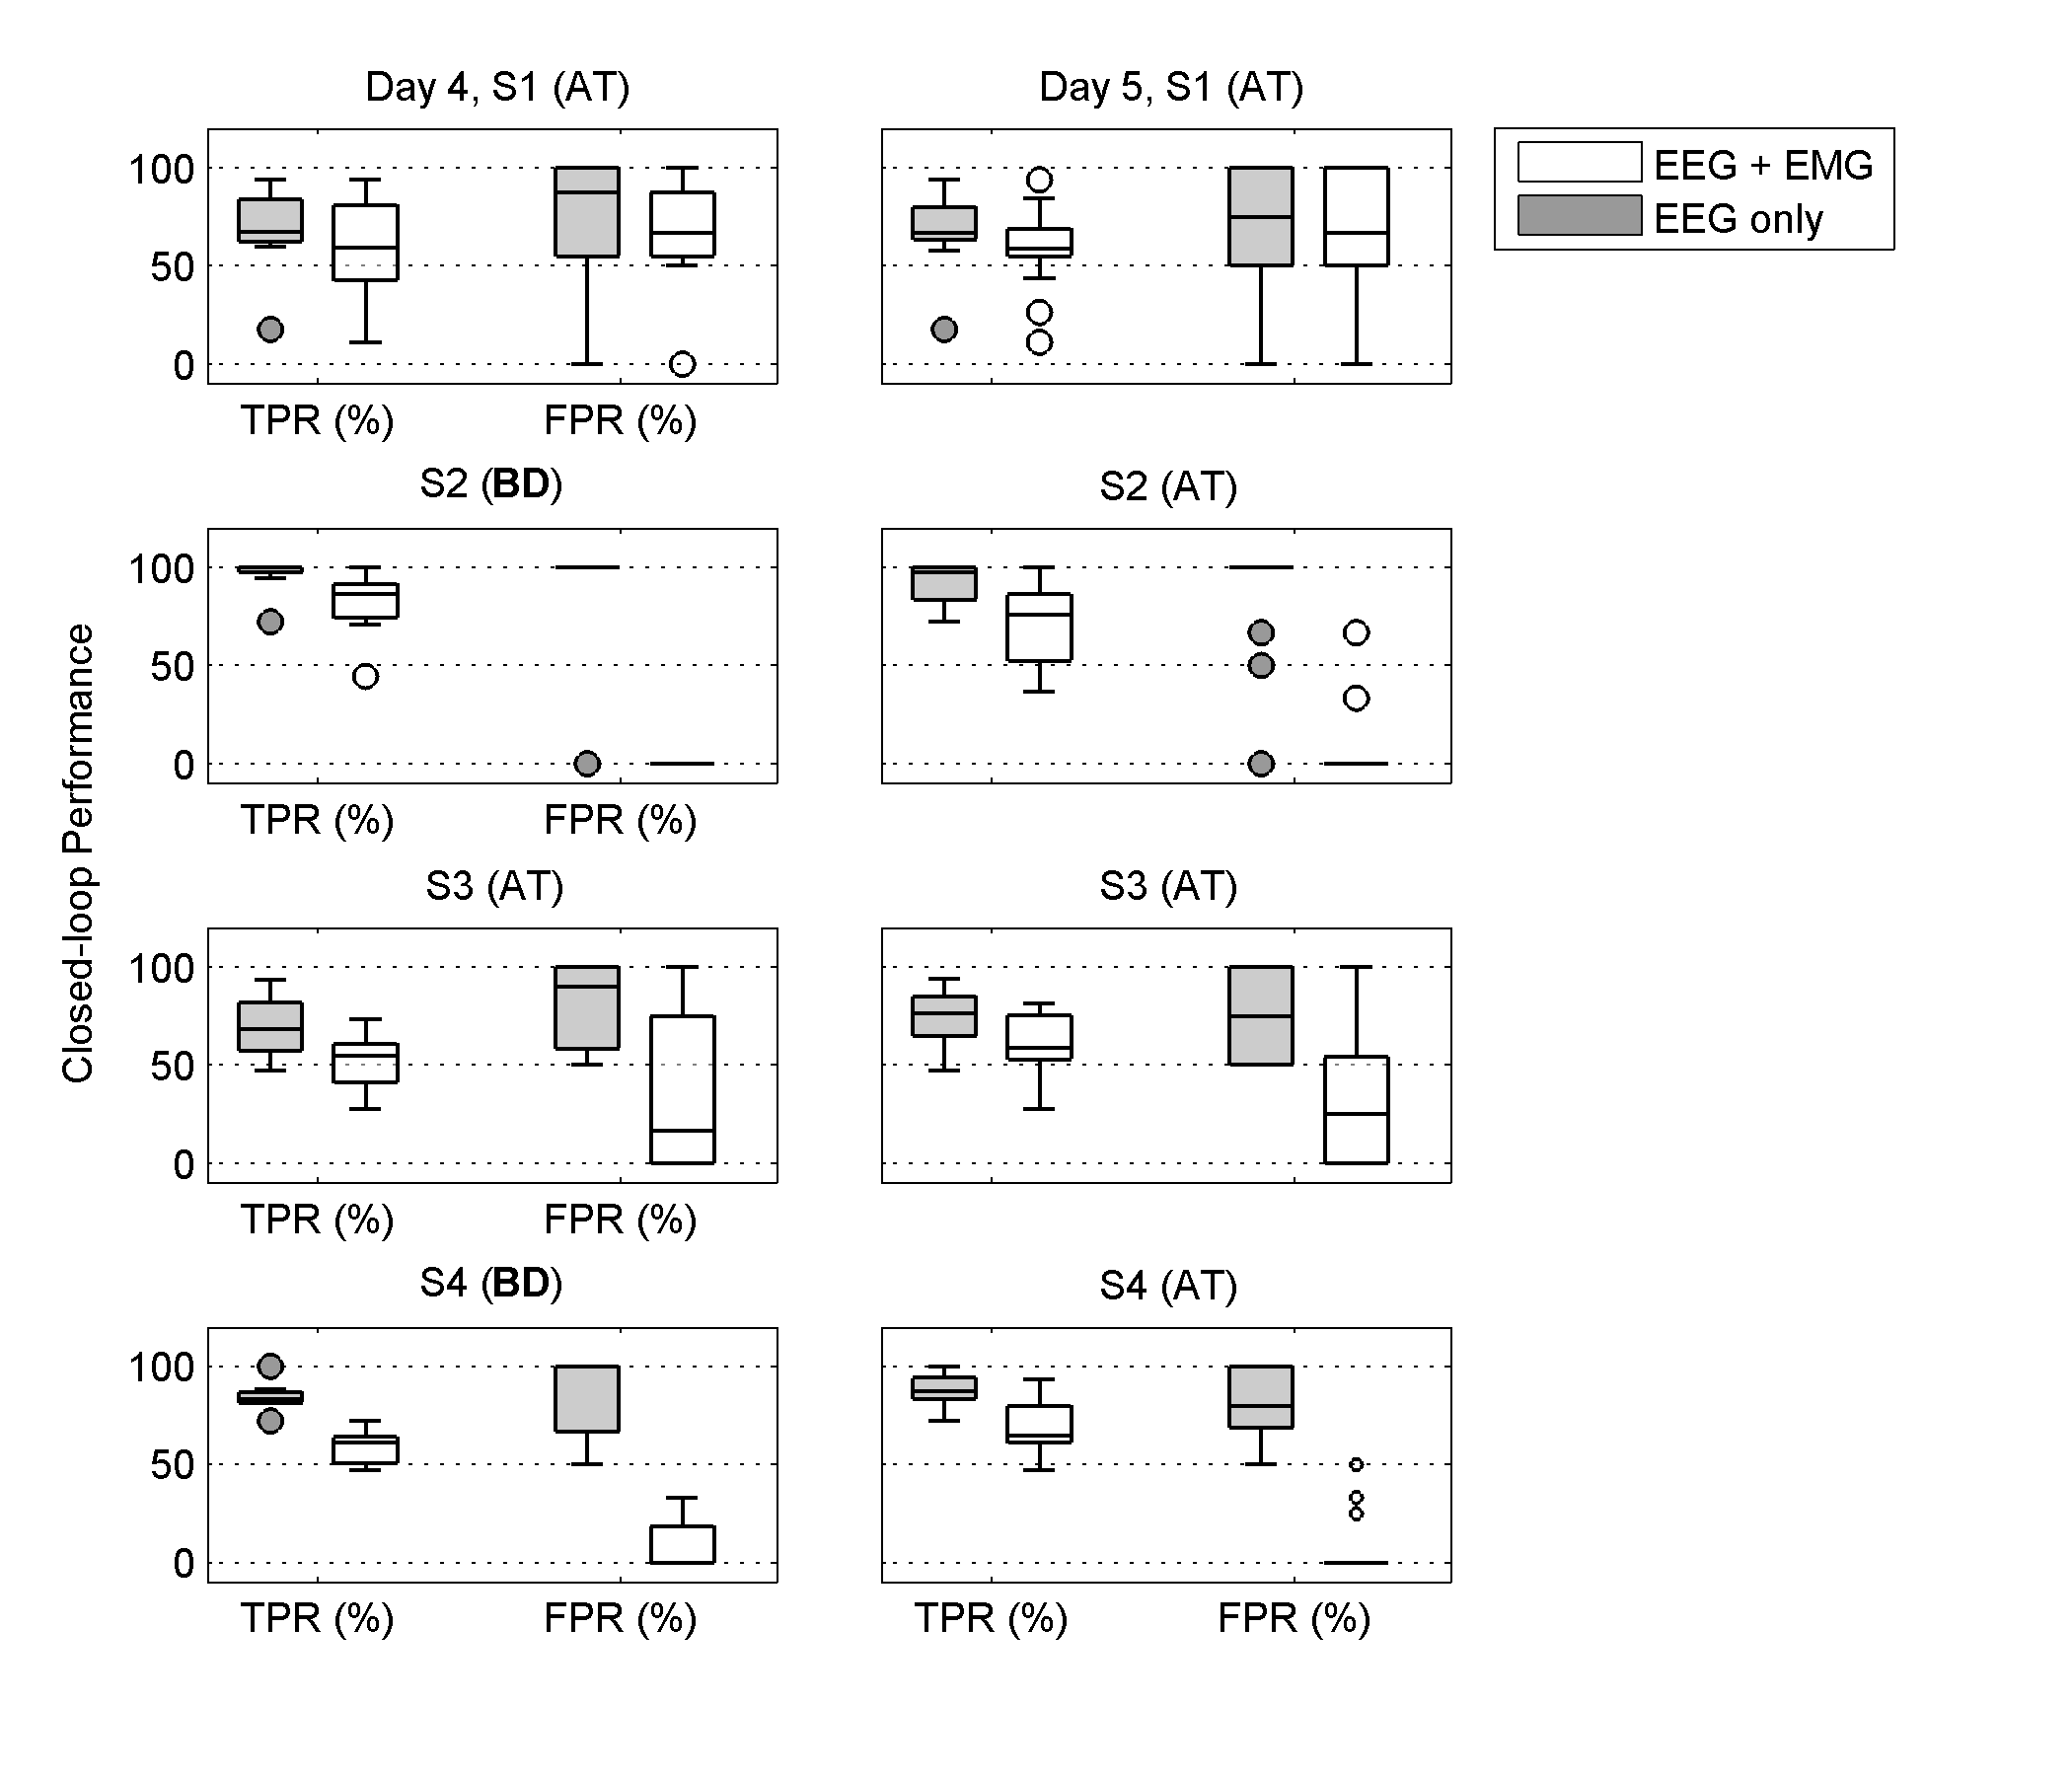 Day 4, S1 (AT)
Day 5, S1 (AT)
EEG + EMG
EEG only
100
50
0
TPR (%)
FPR (%)
S2 (BD)
S2 (AT)
100
50
0
TPR (%)
FPR (%)
Closed-loop Performance
S3 (AT)
S3 (AT)
100
50
0
TPR (%)
FPR (%)
S4 (BD)
S4 (AT)
100
50
0
TPR (%)
FPR (%)
TPR (%)
FPR (%)